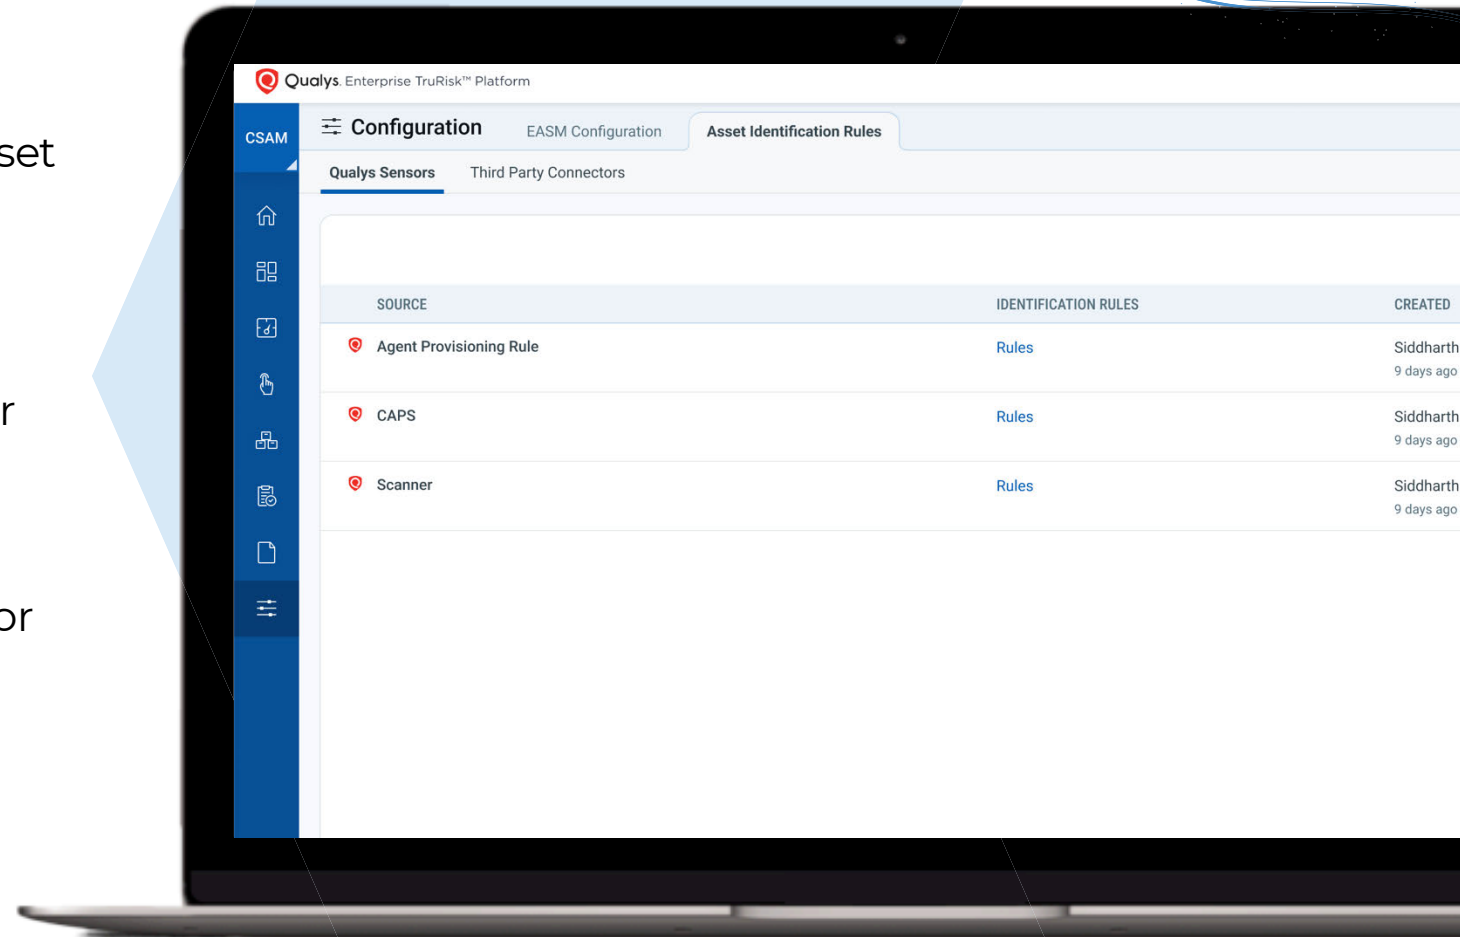 set
r
or
Qualys. Enterprise TruRisk™ Platform
CSAM
Configuration EASM Configuration Asset Identification Rules
Qualys Sensors Third Party Connectors
SOURCE IDENTIFICATION RULES CREATED
Agent Provisioning Rule Rules Siddharth
9 days ago
CAPS Rules Siddharth
9 days ago
Scanner Rules Siddharth
9 days ago